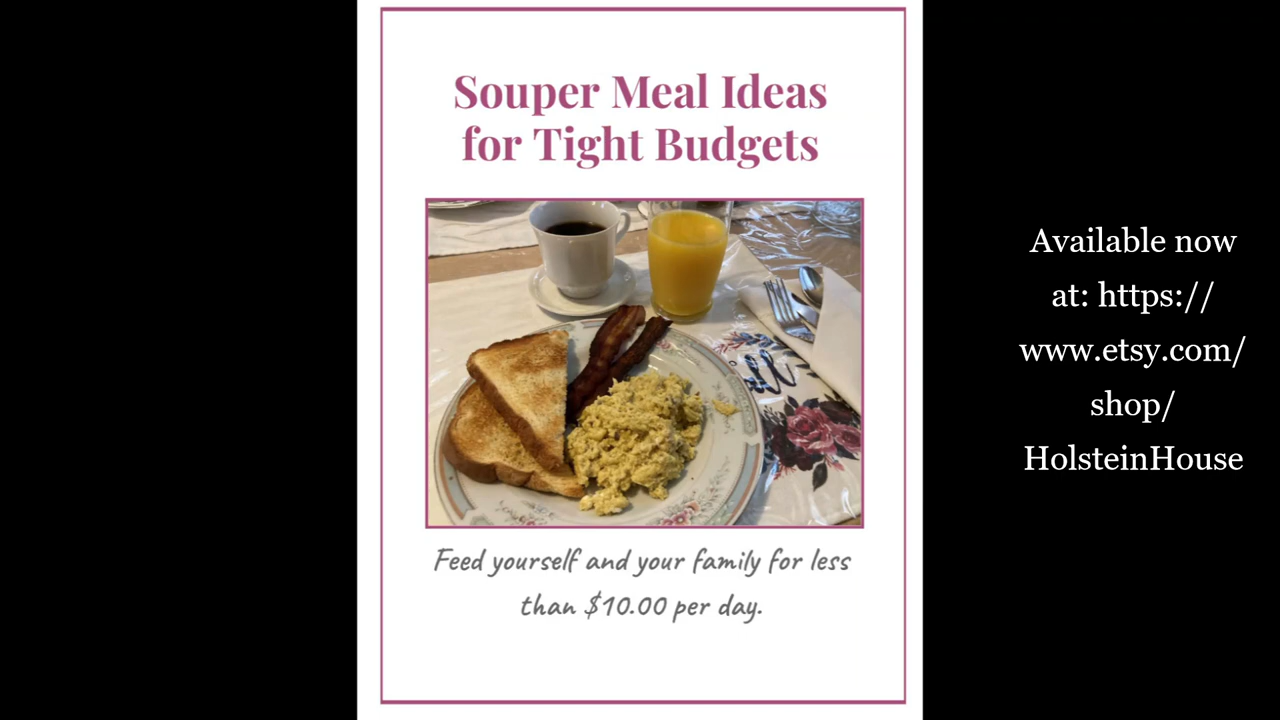 Souper Meal Ideas
for Tight Budgets
Feed yourself and your family for less
than $10.00 per day.
Available now
at: https://
www.etsy.com/
shop/
HolsteinHouse